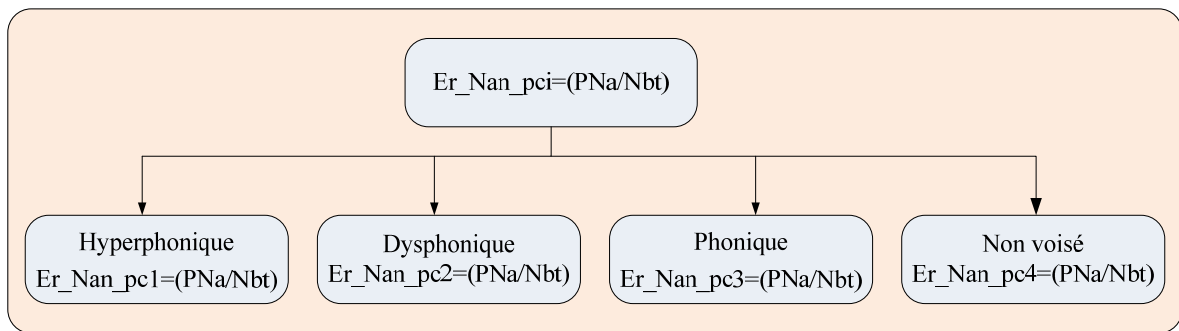 Er_Nan_pci=(PNa/Nbt)
Hyperphonique
Er_Nan_pc1=(PNa/Nbt)
Dysphonique
Er_Nan_pc2=(PNa/Nbt)
Phonique
Er_Nan_pc3=(PNa/Nbt)
Non voisé
Er_Nan_pc4=(PNa/Nbt)